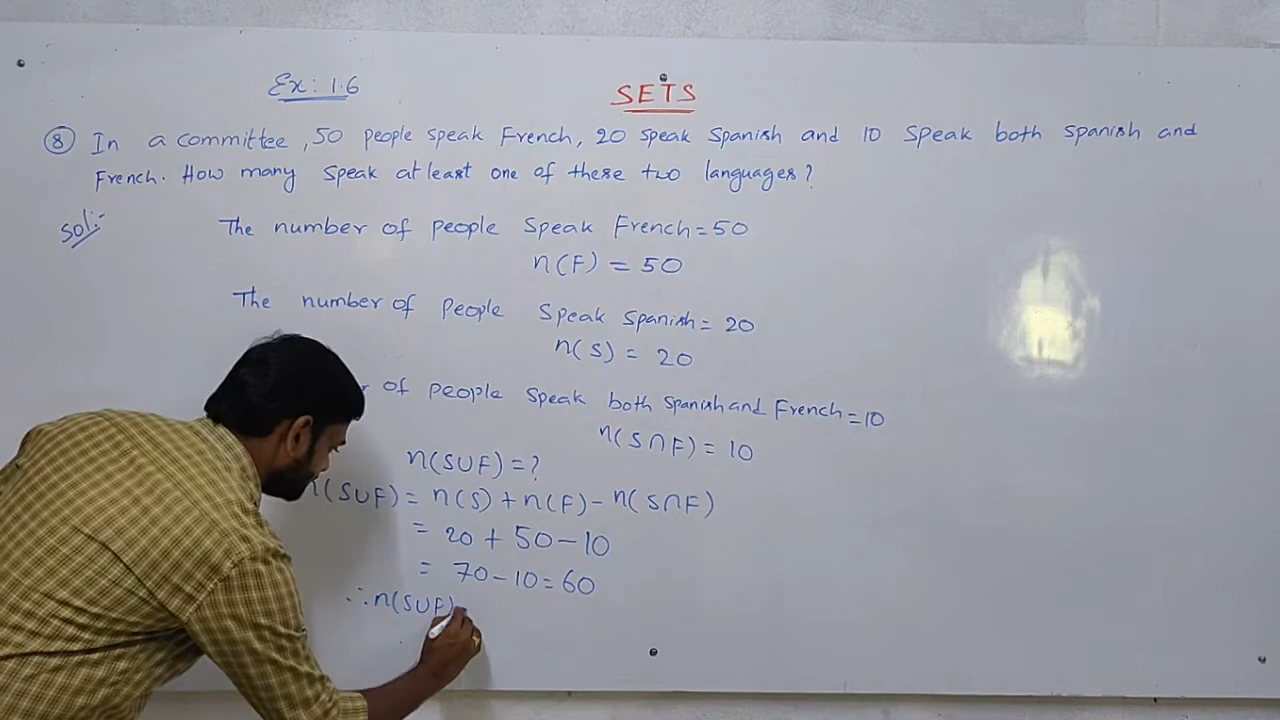 Ex: 1.6
SETS
8 In a committee, 50 people speak French, 20 speak Spanish and 10 speak both spanish and
French. How many speak at least one of these two languages?
Sol:-
The number of people speak French = 50
n(F) = 50
The number of people speak spanish = 20
n(S) = 20
of people speak both spanish and French = 10
n(S∩F) = 10
n(S∪F) = ?
n(S∪F) = n(S) + n(F) - n(S∩F)
= 20 + 50 - 10
= 70 - 10 = 60
∴ n(S∪F)